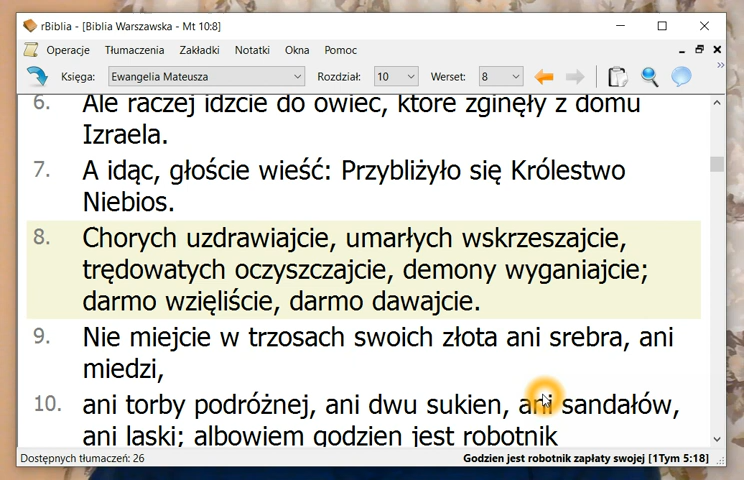 rBiblia - [Biblia Warszawska - Mt 10:8]
Operacje Tłumaczenia Zakładki Notatki Okna Pomoc
Księga: Ewangelia Mateusza Rozdział: 10 Werset: 8
6. Ale raczej idźcie do owiec, które zginęły z domu
Izraela.
7. A idąc, głoście wieść: Przybliżyło się Królestwo
Niebios.
8. Chorych uzdrawiajcie, umarłych wskrzeszajcie,
trędowatych oczyszczajcie, demony wyganiajcie;
darmo wzięliście, darmo dawajcie.
9. Nie miejcie w trzosach swoich złota ani srebra, ani
miedzi,
10. ani torby podróżnej, ani dwu sukien, ani sandałów,
ani laski; albowiem godzien jest robotnik
Dostępnych tłumaczeń: 26 Godzien jest robotnik zapłaty swojej [1Tym 5:18]